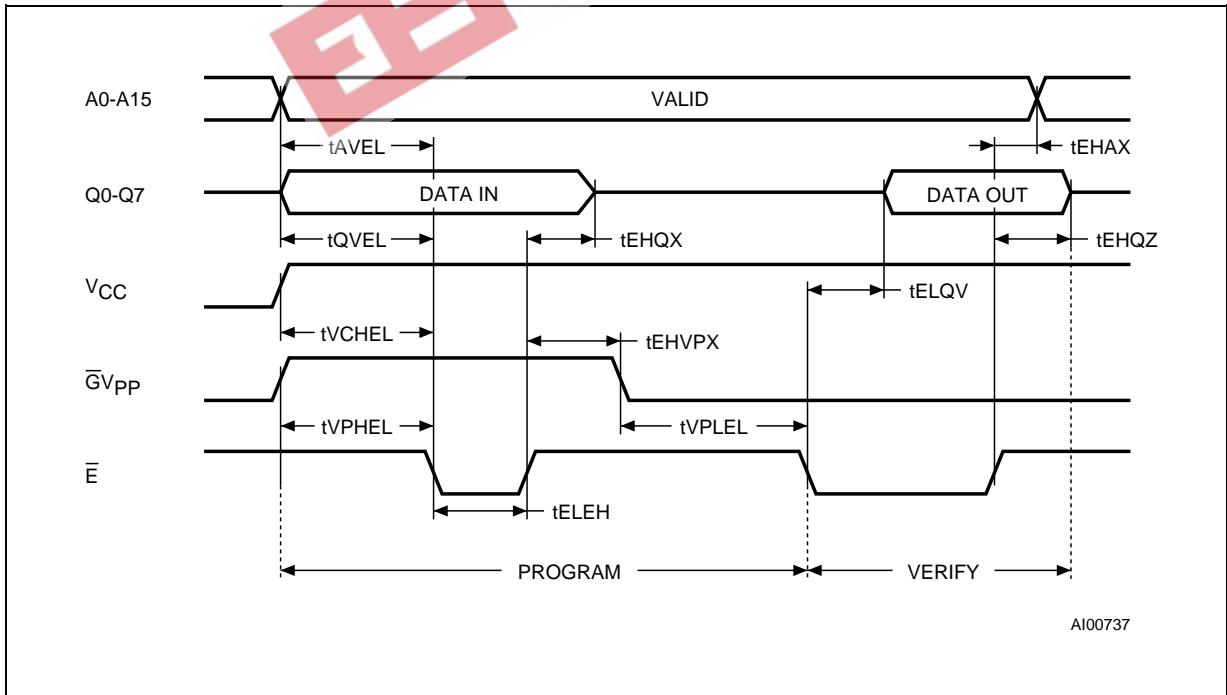 A0-A15
VALID
tAVEL
tEHAX
Q0-Q7
DATA IN
DATA OUT
tQVEL
tEHQX
tEHQZ
VCC
tELQV
tVCHEL
tEHVPX
G̅VPP
tVPHEL
tVPLEL
E̅
tELEH
PROGRAM
VERIFY
AI00737